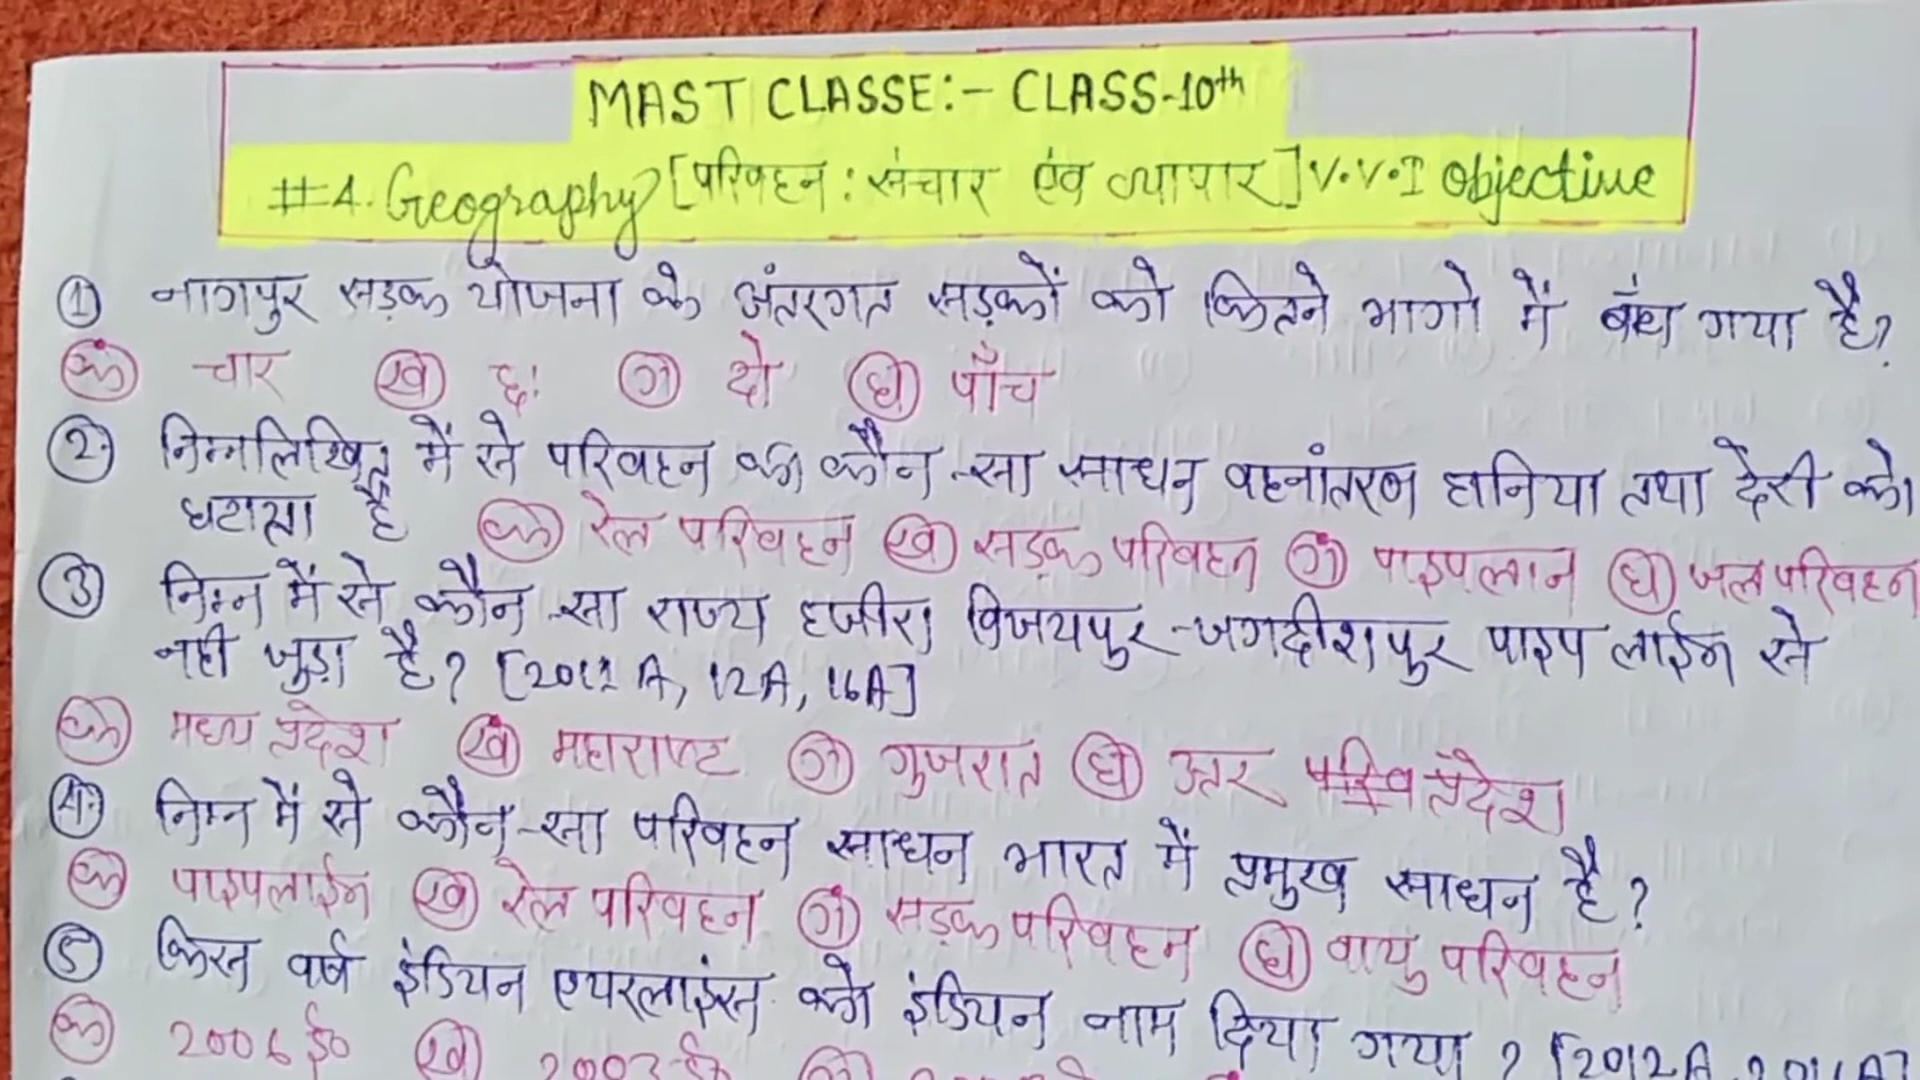 MAST CLASSE:- CLASS-10th
#4. Geography [परिवहन : संचार एंव व्यापार] V.V.I objective
① नागपुर सड़क योजना के अंतरगत सड़कों को कितने भागो में गया है?
(क) चार (ख) छः (ग) दो (घ) पाँच
② निम्नलिखित में से परिवहन का कौन-सा साधन वहनांतरण हानिया तथा देरी को
घटाता है (क) रेल परिवहन (ख) सड़क परिवहन (ग) पाइपलान (घ) जल परिवहन
③ निम्न में से कौन-सा राज्य हजीरा विजयपुर-जगदीशपुर पाइप लाईन से
नही जुड़ा है? [2011 A, 12A, 16A]
(क) मध्य प्रदेश (ख) महाराष्ट (ग) गुजरात (घ) उत्तर प्रदेश
④ निम्न में से कौन-सा परिवहन साधन भारत में प्रमुख साधन है?
(क) पाइपलाईन (ख) रेल परिवहन (ग) सड़क परिवहन (घ) वायु परिवहन
⑤ किस वर्ष इंडियन एयरलाइंस को इंडियन नाम दिया गया? [2012A
(क) 2006 ई० (ख)